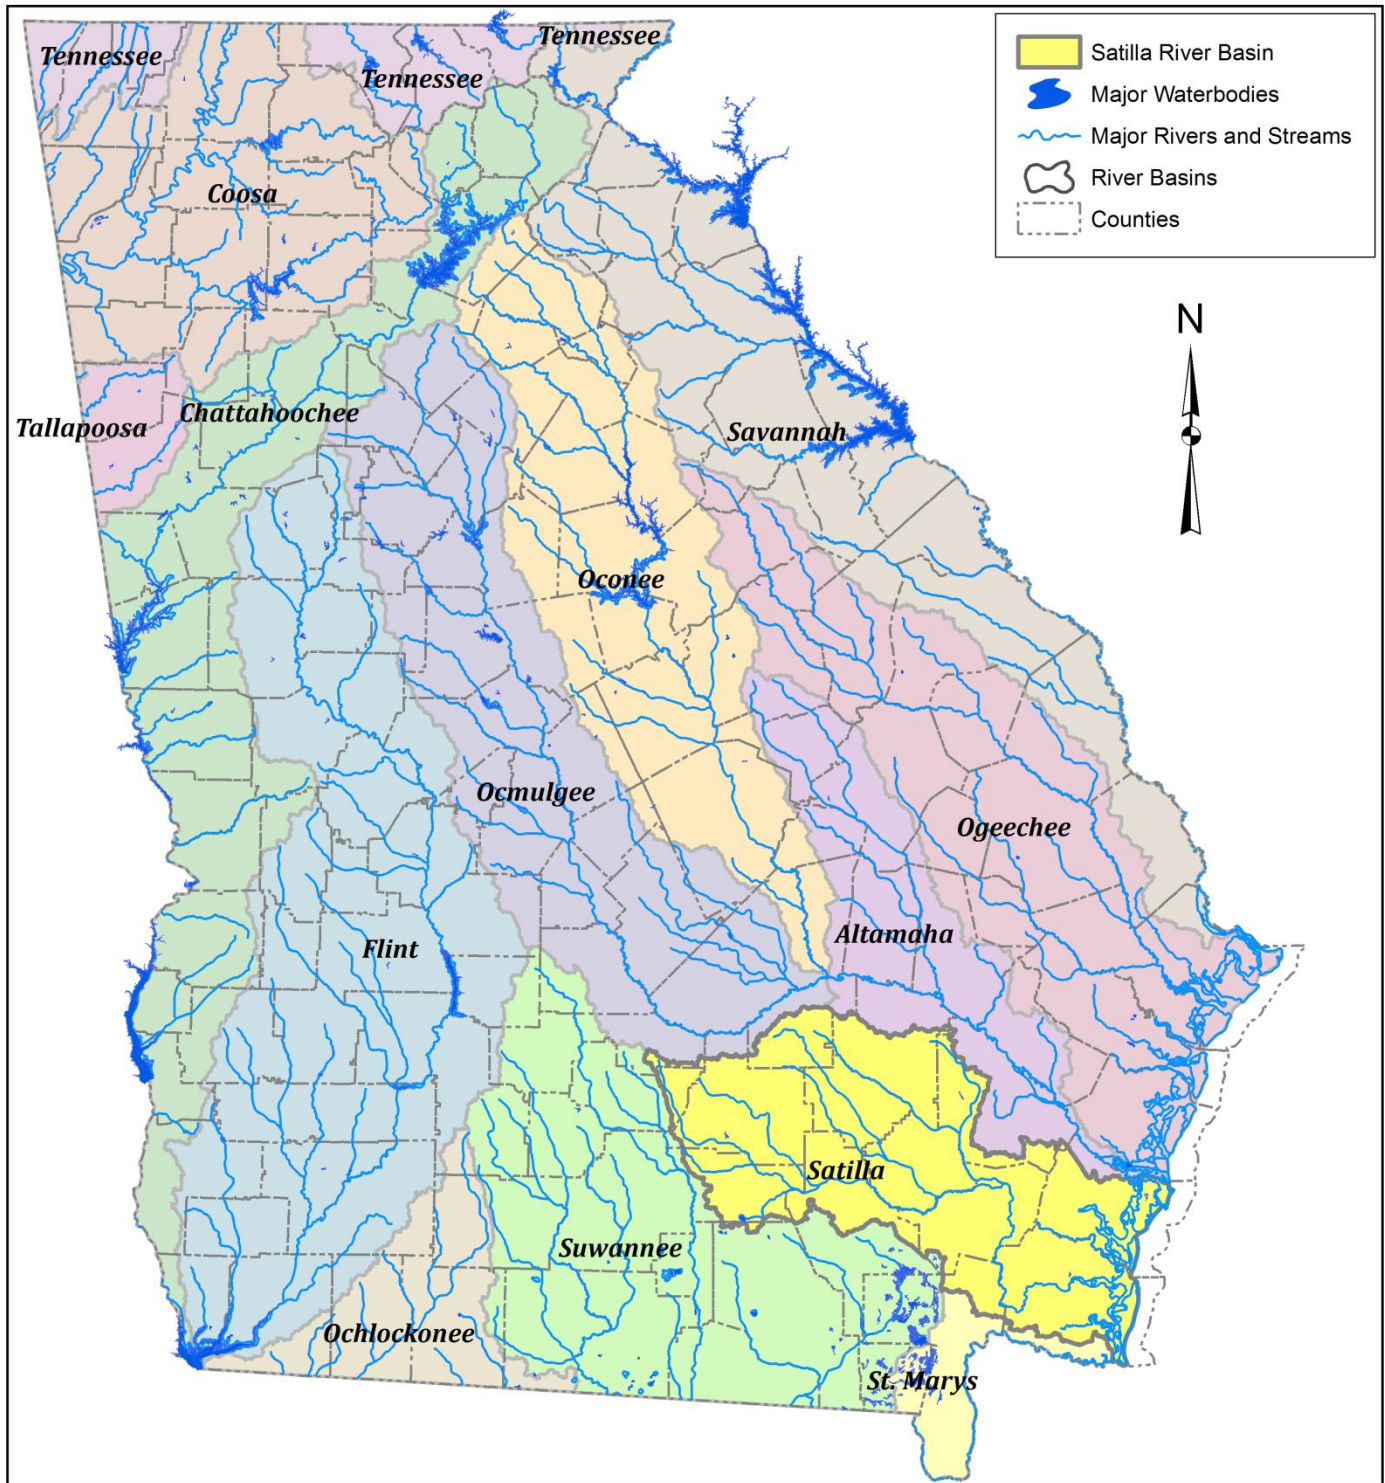 Tennessee
Tennessee
Tennessee
Satilla River Basin
Major Waterbodies
Major Rivers and Streams
River Basins
Counties
Coosa
N
Tallapoosa
Chattahoochee
Savannah
Oconee
Ocmulgee
Ogeechee
Flint
Altamaha
Satilla
Suwannee
Ochlockonee
St. Marys